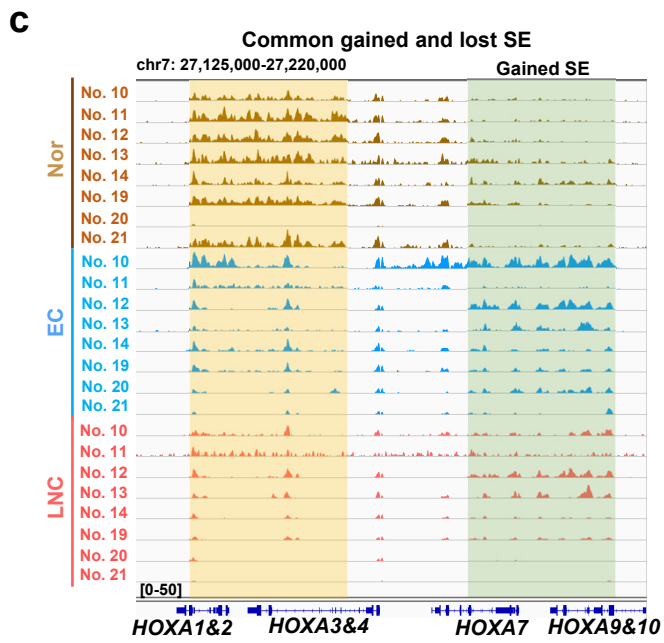 c
Common gained and lost SE
chr7: 27,125,000-27,220,000
Gained SE
Nor
No. 10
No. 11
No. 12
No. 13
No. 14
No. 19
No. 20
No. 21
EC
No. 10
No. 11
No. 12
No. 13
No. 14
No. 19
No. 20
No. 21
LNC
No. 10
No. 11
No. 12
No. 13
No. 14
No. 19
No. 20
No. 21
[0-50]
HOXA1&2 HOXA3&4 HOXA7 HOXA9&10